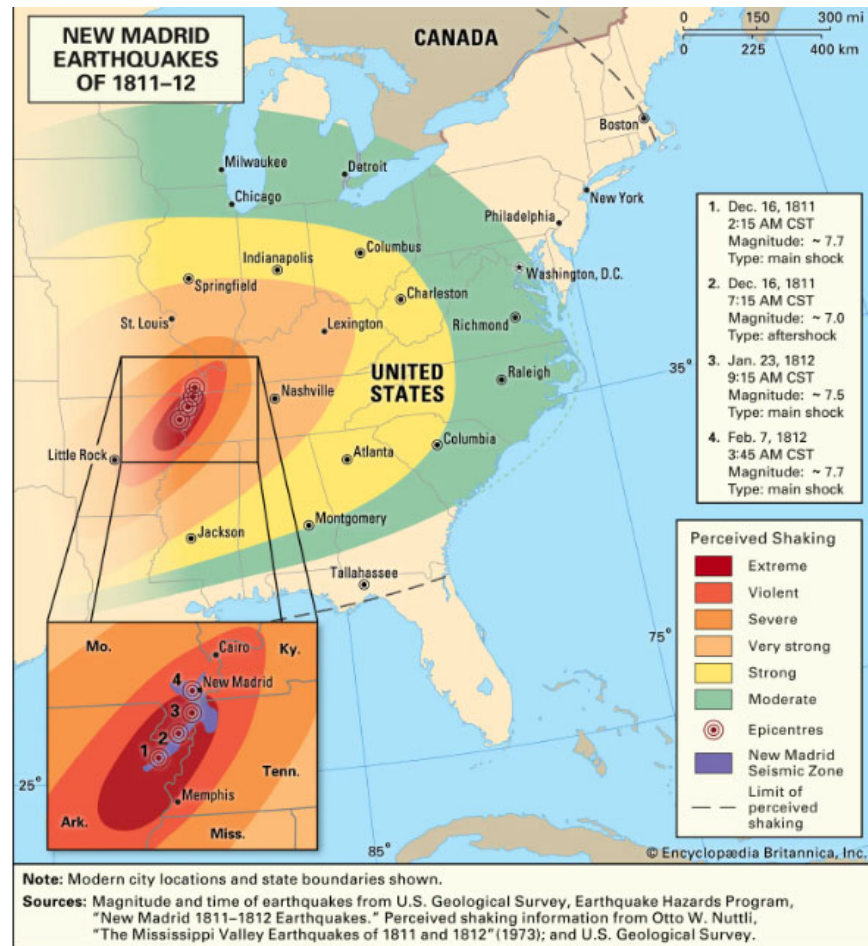 NEW MADRID
EARTHQUAKES
OF 1811–12
CANADA
0 150 300 mi
0 225 400 km
Boston
Milwaukee
Detroit
Chicago
New York
Philadelphia
Columbus
Indianapolis
Washington, D.C.
Springfield
Charleston
St. Louis
Lexington
Richmond
UNITED
STATES
35°
Raleigh
Nashville
Little Rock
Atlanta
Columbia
Jackson
Montgomery
Tallahassee
75°
25°
85°
1. Dec. 16, 1811
2:15 AM CST
Magnitude: ~ 7.7
Type: main shock
2. Dec. 16, 1811
7:15 AM CST
Magnitude: ~ 7.0
Type: aftershock
3. Jan. 23, 1812
9:15 AM CST
Magnitude: ~ 7.5
Type: main shock
4. Feb. 7, 1812
3:45 AM CST
Magnitude: ~ 7.7
Type: main shock
Perceived Shaking
Extreme
Violent
Severe
Very strong
Strong
Moderate
Epicentres
New Madrid
Seismic Zone
Limit of
perceived
shaking
Mo.
Cairo
Ky.
4
New Madrid
3
2
1
Tenn.
Memphis
Ark.
Miss.
© Encyclopædia Britannica, Inc.
Note: Modern city locations and state boundaries shown.
Sources: Magnitude and time of earthquakes from U.S. Geological Survey, Earthquake Hazards Program,
“New Madrid 1811–1812 Earthquakes.” Perceived shaking information from Otto W. Nuttli,
“The Mississippi Valley Earthquakes of 1811 and 1812” (1973); and U.S. Geological Survey.